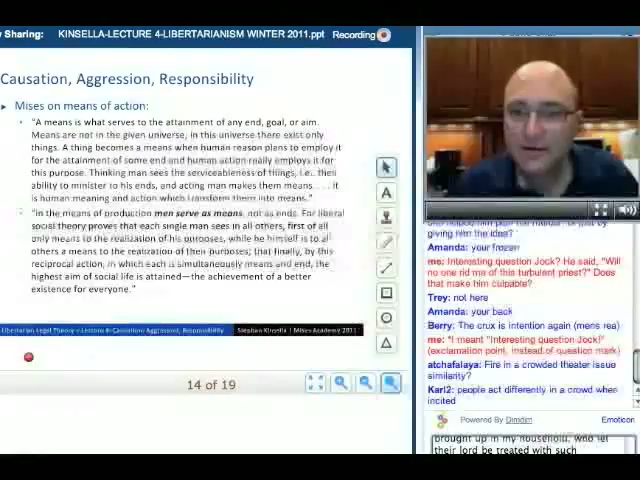 Sharing: KINSELLA-LECTURE 4-LIBERTARIANISM WINTER 2011.ppt Recording
Causation, Aggression, Responsibility
Mises on means of action:
"A means is what serves to the attainment of any end, goal, or aim.
Means are not in the given universe, in this universe there exist only
things. A thing becomes a means when human reason plans to employ it
for the attainment of some end and human action really employs it for
this purpose. Thinking man sees the serviceableness of things, i.e., their
ability to minister to his ends, and acting man makes them means. . . . it
is human meaning and action which transform them into means."
"in the means of production men serve as means, not as ends. For liberal
social theory proves that each single man sees in all others, first of all,
only means to the realization of his purposes, while he himself is to all
others a means to the realization of their purposes; that finally, by this
reciprocal action, in which each is simultaneously means and end, the
highest aim of social life is attained—the achievement of a better
existence for everyone."
Libertarian Legal Theory Lecture 4: Causation, Aggression, Responsibility Stephan Kinsella | Mises Academy 2011
14 of 19
giving him the idea?
Amanda: your frozen
me: Interesting question Jock? He said, "Will
no one rid me of this turbulent priest?" Does
that make him culpable?
Trey: not here
Amanda: your back
Berry: The crux is intention again (mens rea)
me: "I meant "Interesting question Jock!"
(exclamation point, instead of question mark)
atchafalaya: Fire in a crowded theater issue
similarity?
Karl2: people act differently in a crowd when
incited
Powered By Dimdim Emoticon
brought up in my household, who let
their lord be treated with such